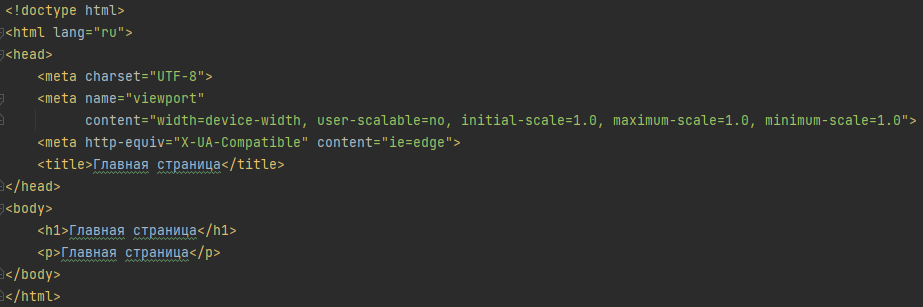 <!doctype html>
<html lang="ru">
<head>
    <meta charset="UTF-8">
    <meta name="viewport"
          content="width=device-width, user-scalable=no, initial-scale=1.0, maximum-scale=1.0, minimum-scale=1.0">
    <meta http-equiv="X-UA-Compatible" content="ie=edge">
    <title>Главная страница</title>
</head>
<body>
    <h1>Главная страница</h1>
    <p>Главная страница</p>
</body>
</html>